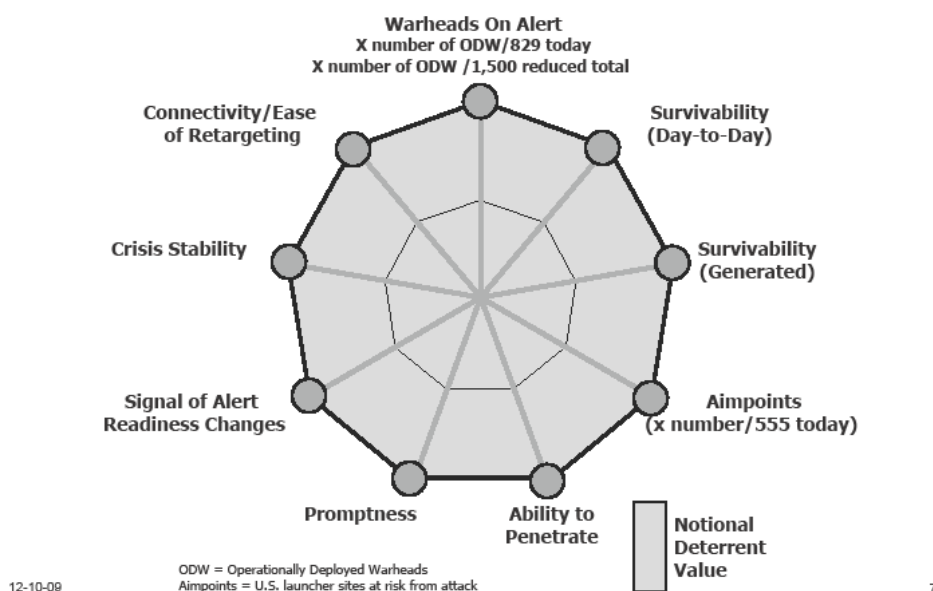 Warheads On Alert
X number of ODW/829 today
X number of ODW /1,500 reduced total
Connectivity/Ease
of Retargeting
Survivability
(Day-to-Day)
Crisis Stability
Survivability
(Generated)
Signal of Alert
Readiness Changes
Aimpoints
(x number/555 today)
Promptness
Ability to
Penetrate
Notional
Deterrent
Value
ODW = Operationally Deployed Warheads
Aimpoints = U.S. launcher sites at risk from attack
12-10-09
7